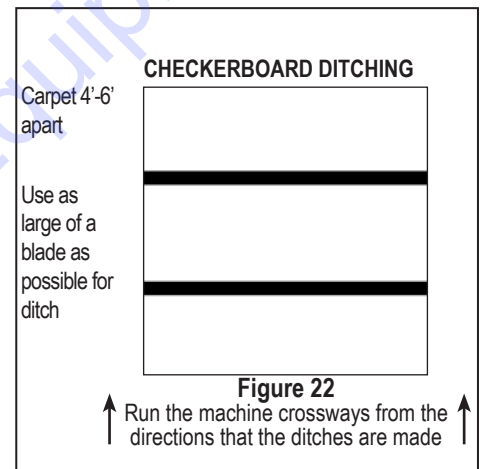 CHECKERBOARD DITCHING
Carpet 4’-6’
apart
Use as
large of a
blade as
possible for
ditch
Figure 22
Run the machine crossways from the
directions that the ditches are made